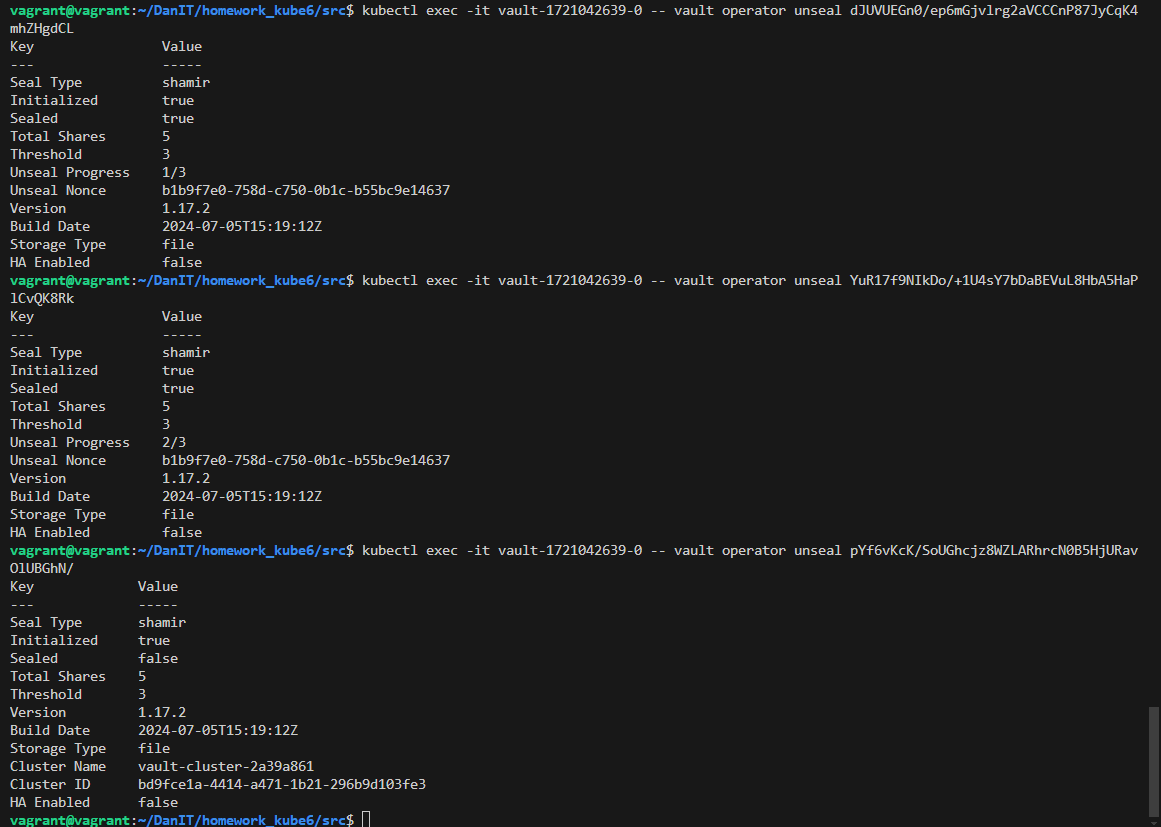 vagrant@vagrant:~/DanIT/homework_kube6/src$ kubectl exec -it vault-1721042639-0 -- vault operator unseal dJUVUEGn0/ep6mGjvlrg2aVCCCnP87JyCqK4
mhZHgdCL
Key                Value
---                -----
Seal Type          shamir
Initialized        true
Sealed             true
Total Shares       5
Threshold          3
Unseal Progress    1/3
Unseal Nonce       b1b9f7e0-758d-c750-0b1c-b55bc9e14637
Version            1.17.2
Build Date         2024-07-05T15:19:12Z
Storage Type       file
HA Enabled         false
vagrant@vagrant:~/DanIT/homework_kube6/src$ kubectl exec -it vault-1721042639-0 -- vault operator unseal YuR17f9NIkDo/+1U4sY7bDaBEVuL8HbA5HaP
lCvQK8Rk
Key                Value
---                -----
Seal Type          shamir
Initialized        true
Sealed             true
Total Shares       5
Threshold          3
Unseal Progress    2/3
Unseal Nonce       b1b9f7e0-758d-c750-0b1c-b55bc9e14637
Version            1.17.2
Build Date         2024-07-05T15:19:12Z
Storage Type       file
HA Enabled         false
vagrant@vagrant:~/DanIT/homework_kube6/src$ kubectl exec -it vault-1721042639-0 -- vault operator unseal pYf6vKcK/SoUGhcjz8WZLARhrcN0B5HjURav
OlUBGhN/
Key             Value
---             -----
Seal Type       shamir
Initialized     true
Sealed          false
Total Shares    5
Threshold       3
Version         1.17.2
Build Date      2024-07-05T15:19:12Z
Storage Type    file
Cluster Name    vault-cluster-2a39a861
Cluster ID      bd9fce1a-4414-a471-1b21-296b9d103fe3
HA Enabled      false
vagrant@vagrant:~/DanIT/homework_kube6/src$